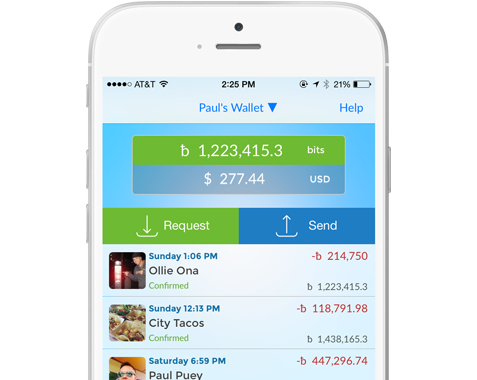 AT&T 2:25 PM 21%
Paul's Wallet ▼ Help
ƀ 1,223,415.3 bits
$ 277.44 USD
Request Send
Sunday 1:06 PM -ƀ 214,750
Ollie Ona
Confirmed ƀ 1,223,415.3
Sunday 12:13 PM -ƀ 118,791.98
City Tacos
Confirmed ƀ 1,438,165.3
Saturday 6:59 PM -ƀ 447,296.74
Paul Puey